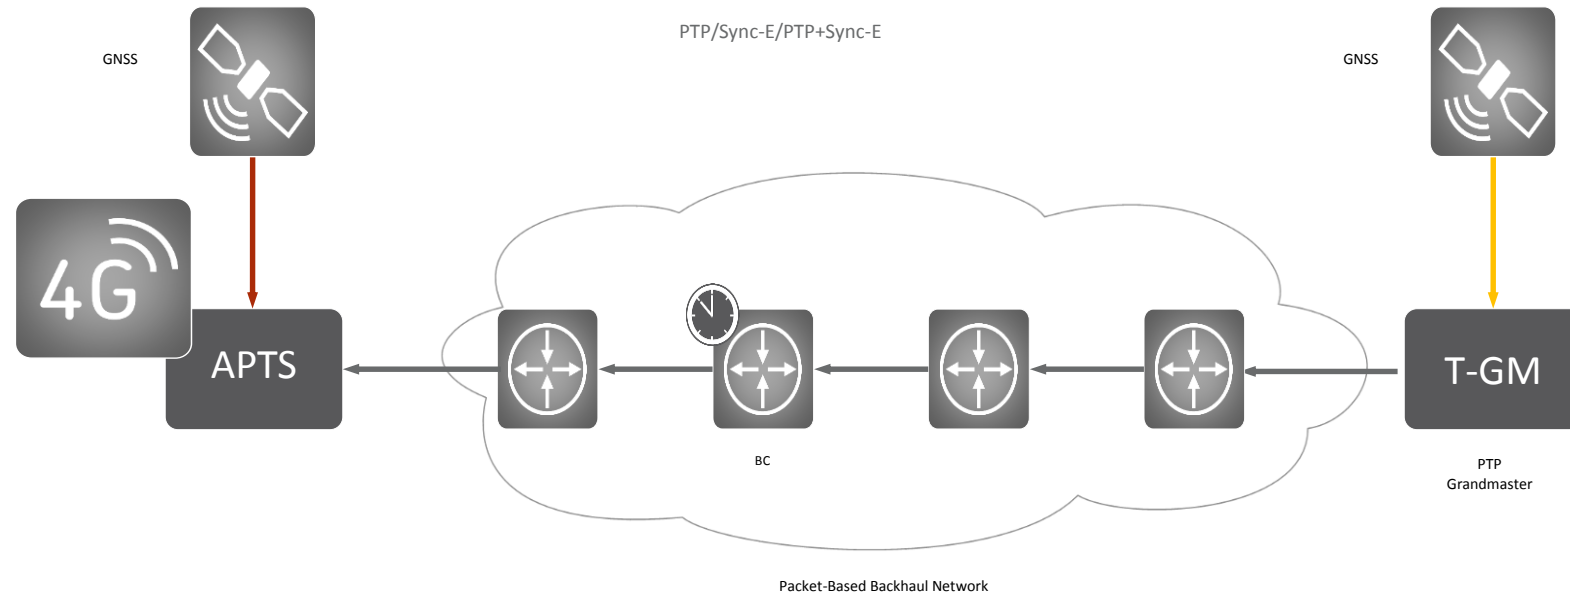 PTP/Sync-E/PTP+Sync-E
GNSS
GNSS
4G
APTS
T-GM
BC
PTP
Grandmaster
Packet-Based Backhaul Network